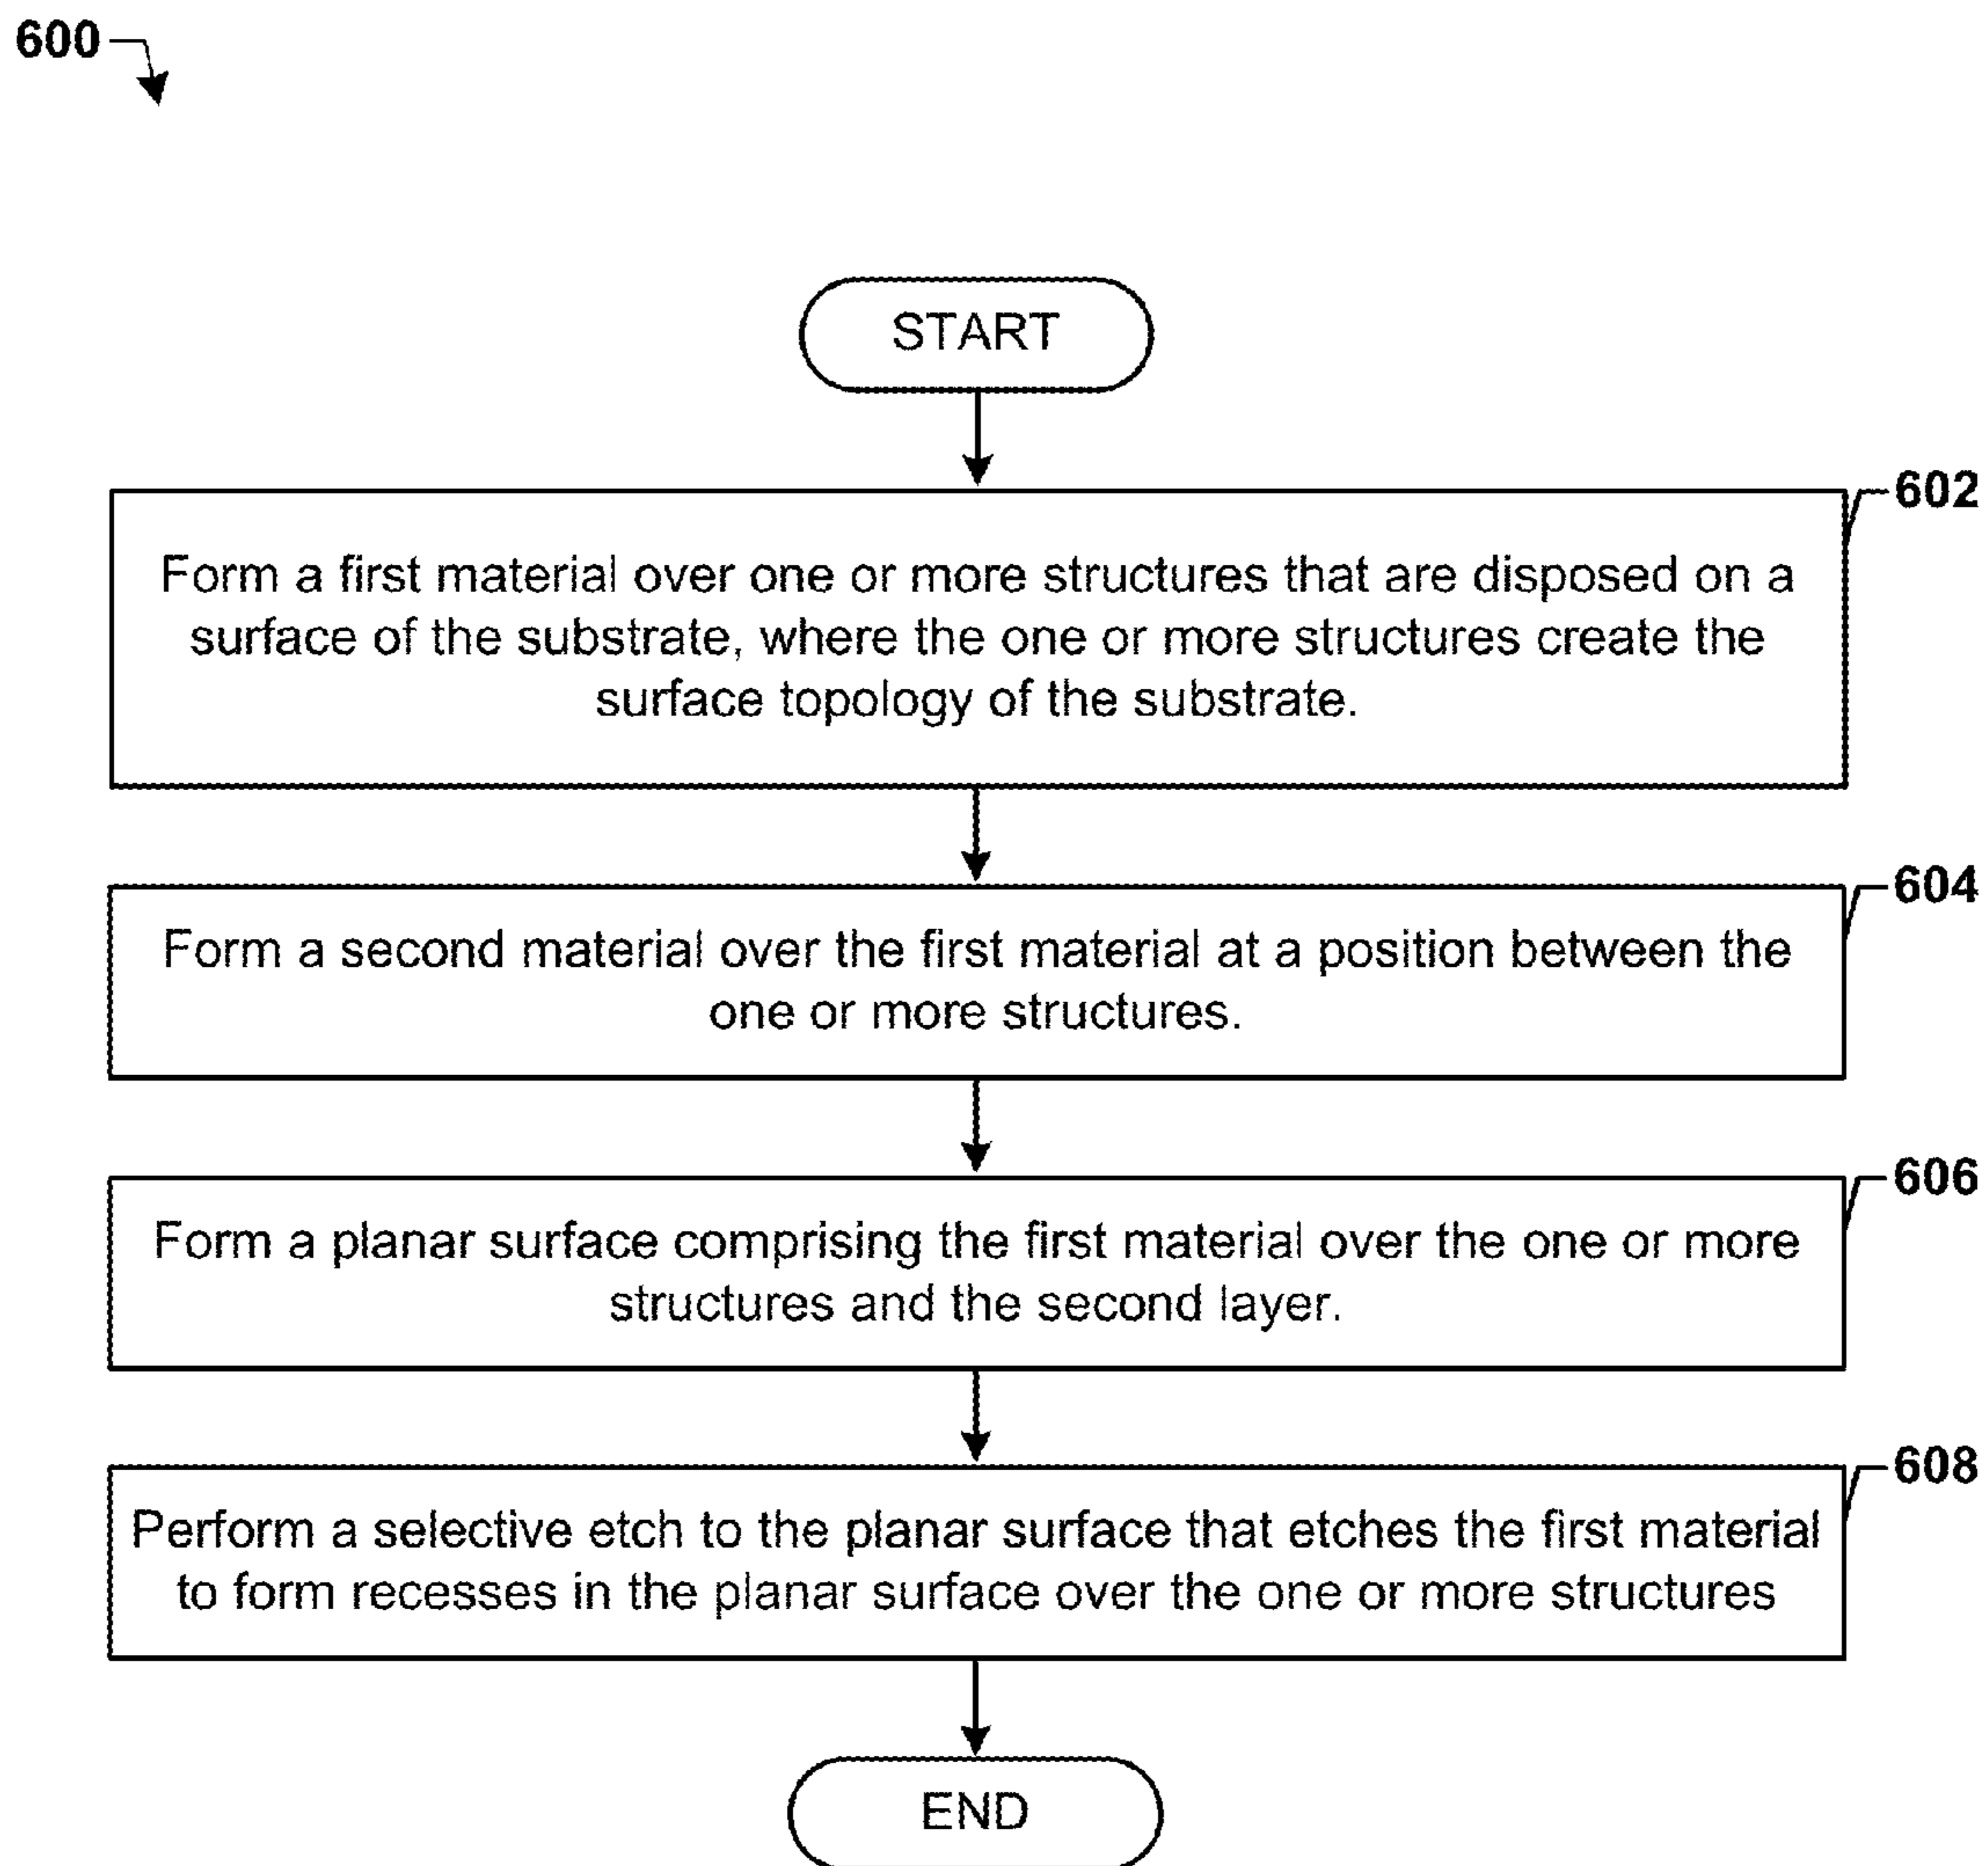 600
START
602
Form a first material over one or more structures that are disposed on a
surface of the substrate, where the one or more structures create the
surface topology of the substrate.
604
Form a second material over the first material at a position between the
one or more structures.
606
Form a planar surface comprising the first material over the one or more
structures and the second layer.
608
Perform a selective etch to the planar surface that etches the first material
to form recesses in the planar surface over the one or more structures
END